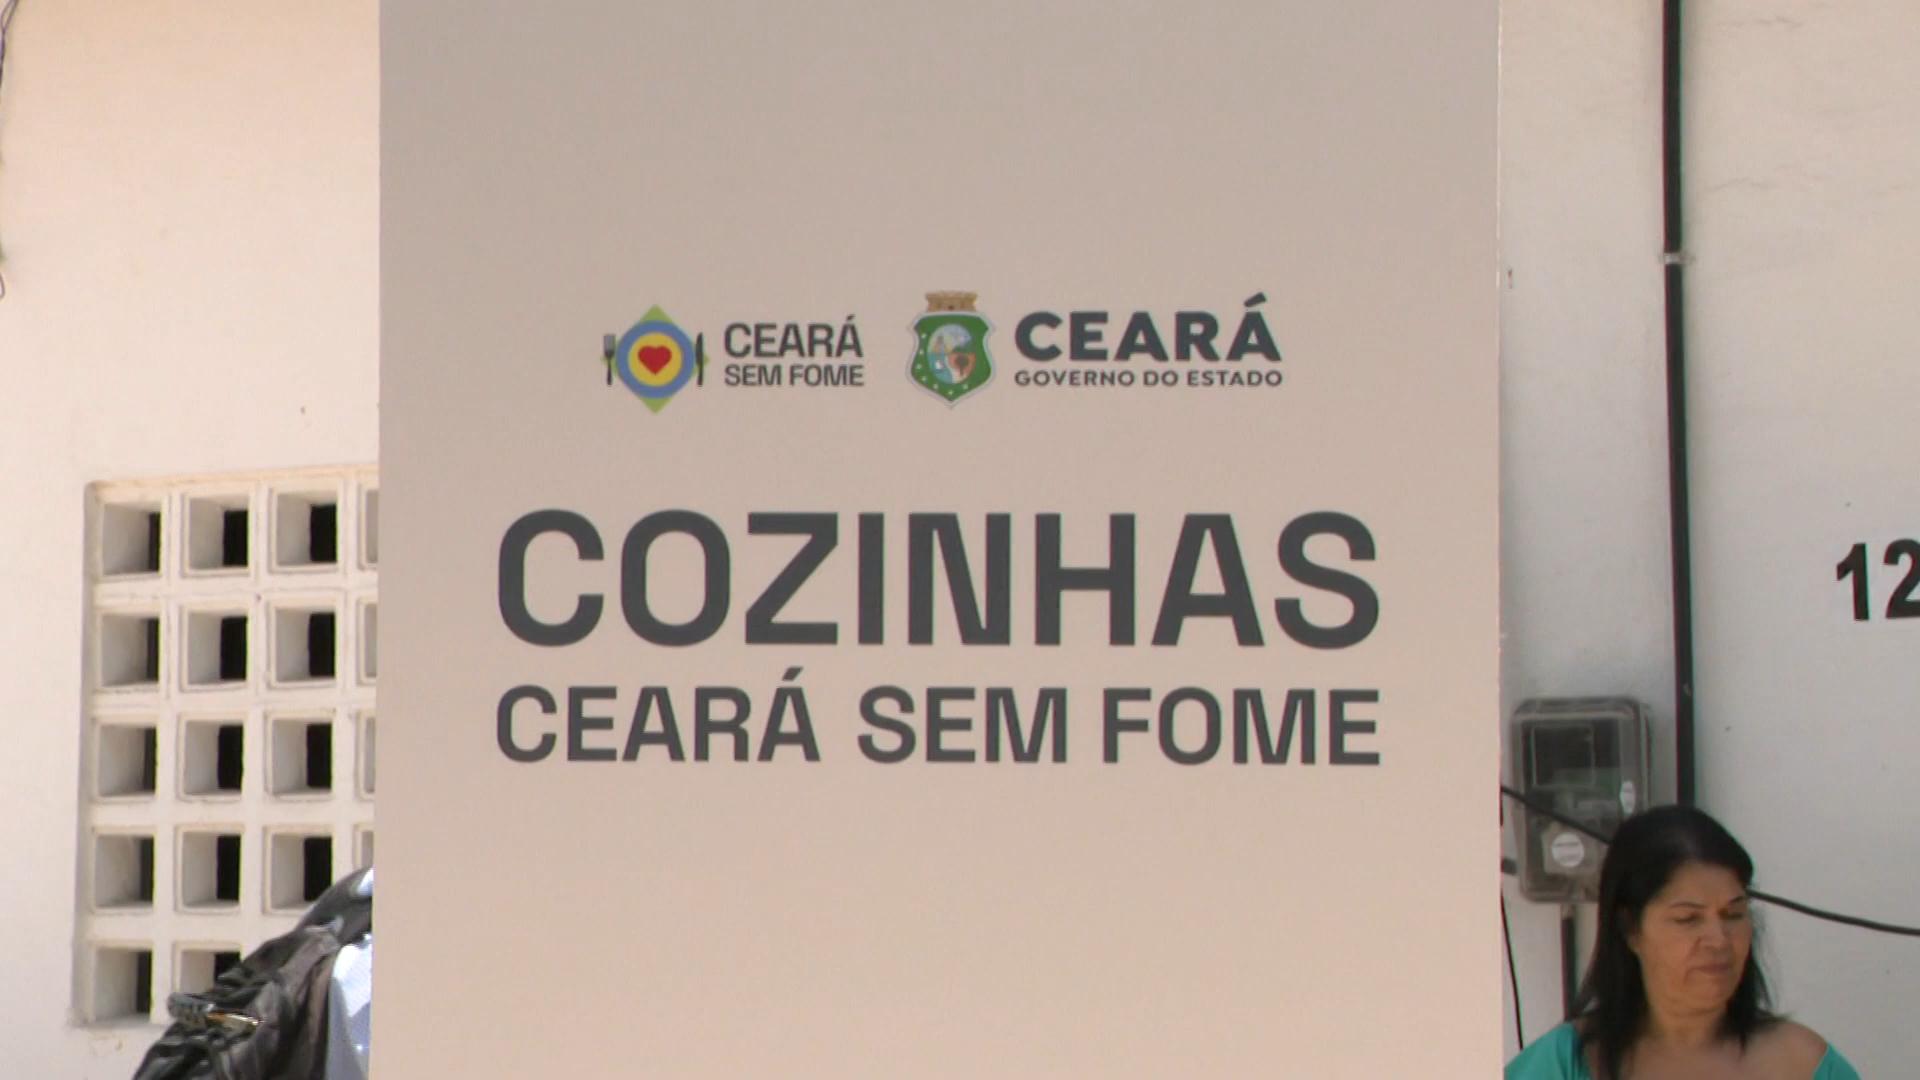 CEARÁ
SEM FOME
CEARÁ
GOVERNO DO ESTADO
COZINHAS
CEARÁ SEM FOME
12